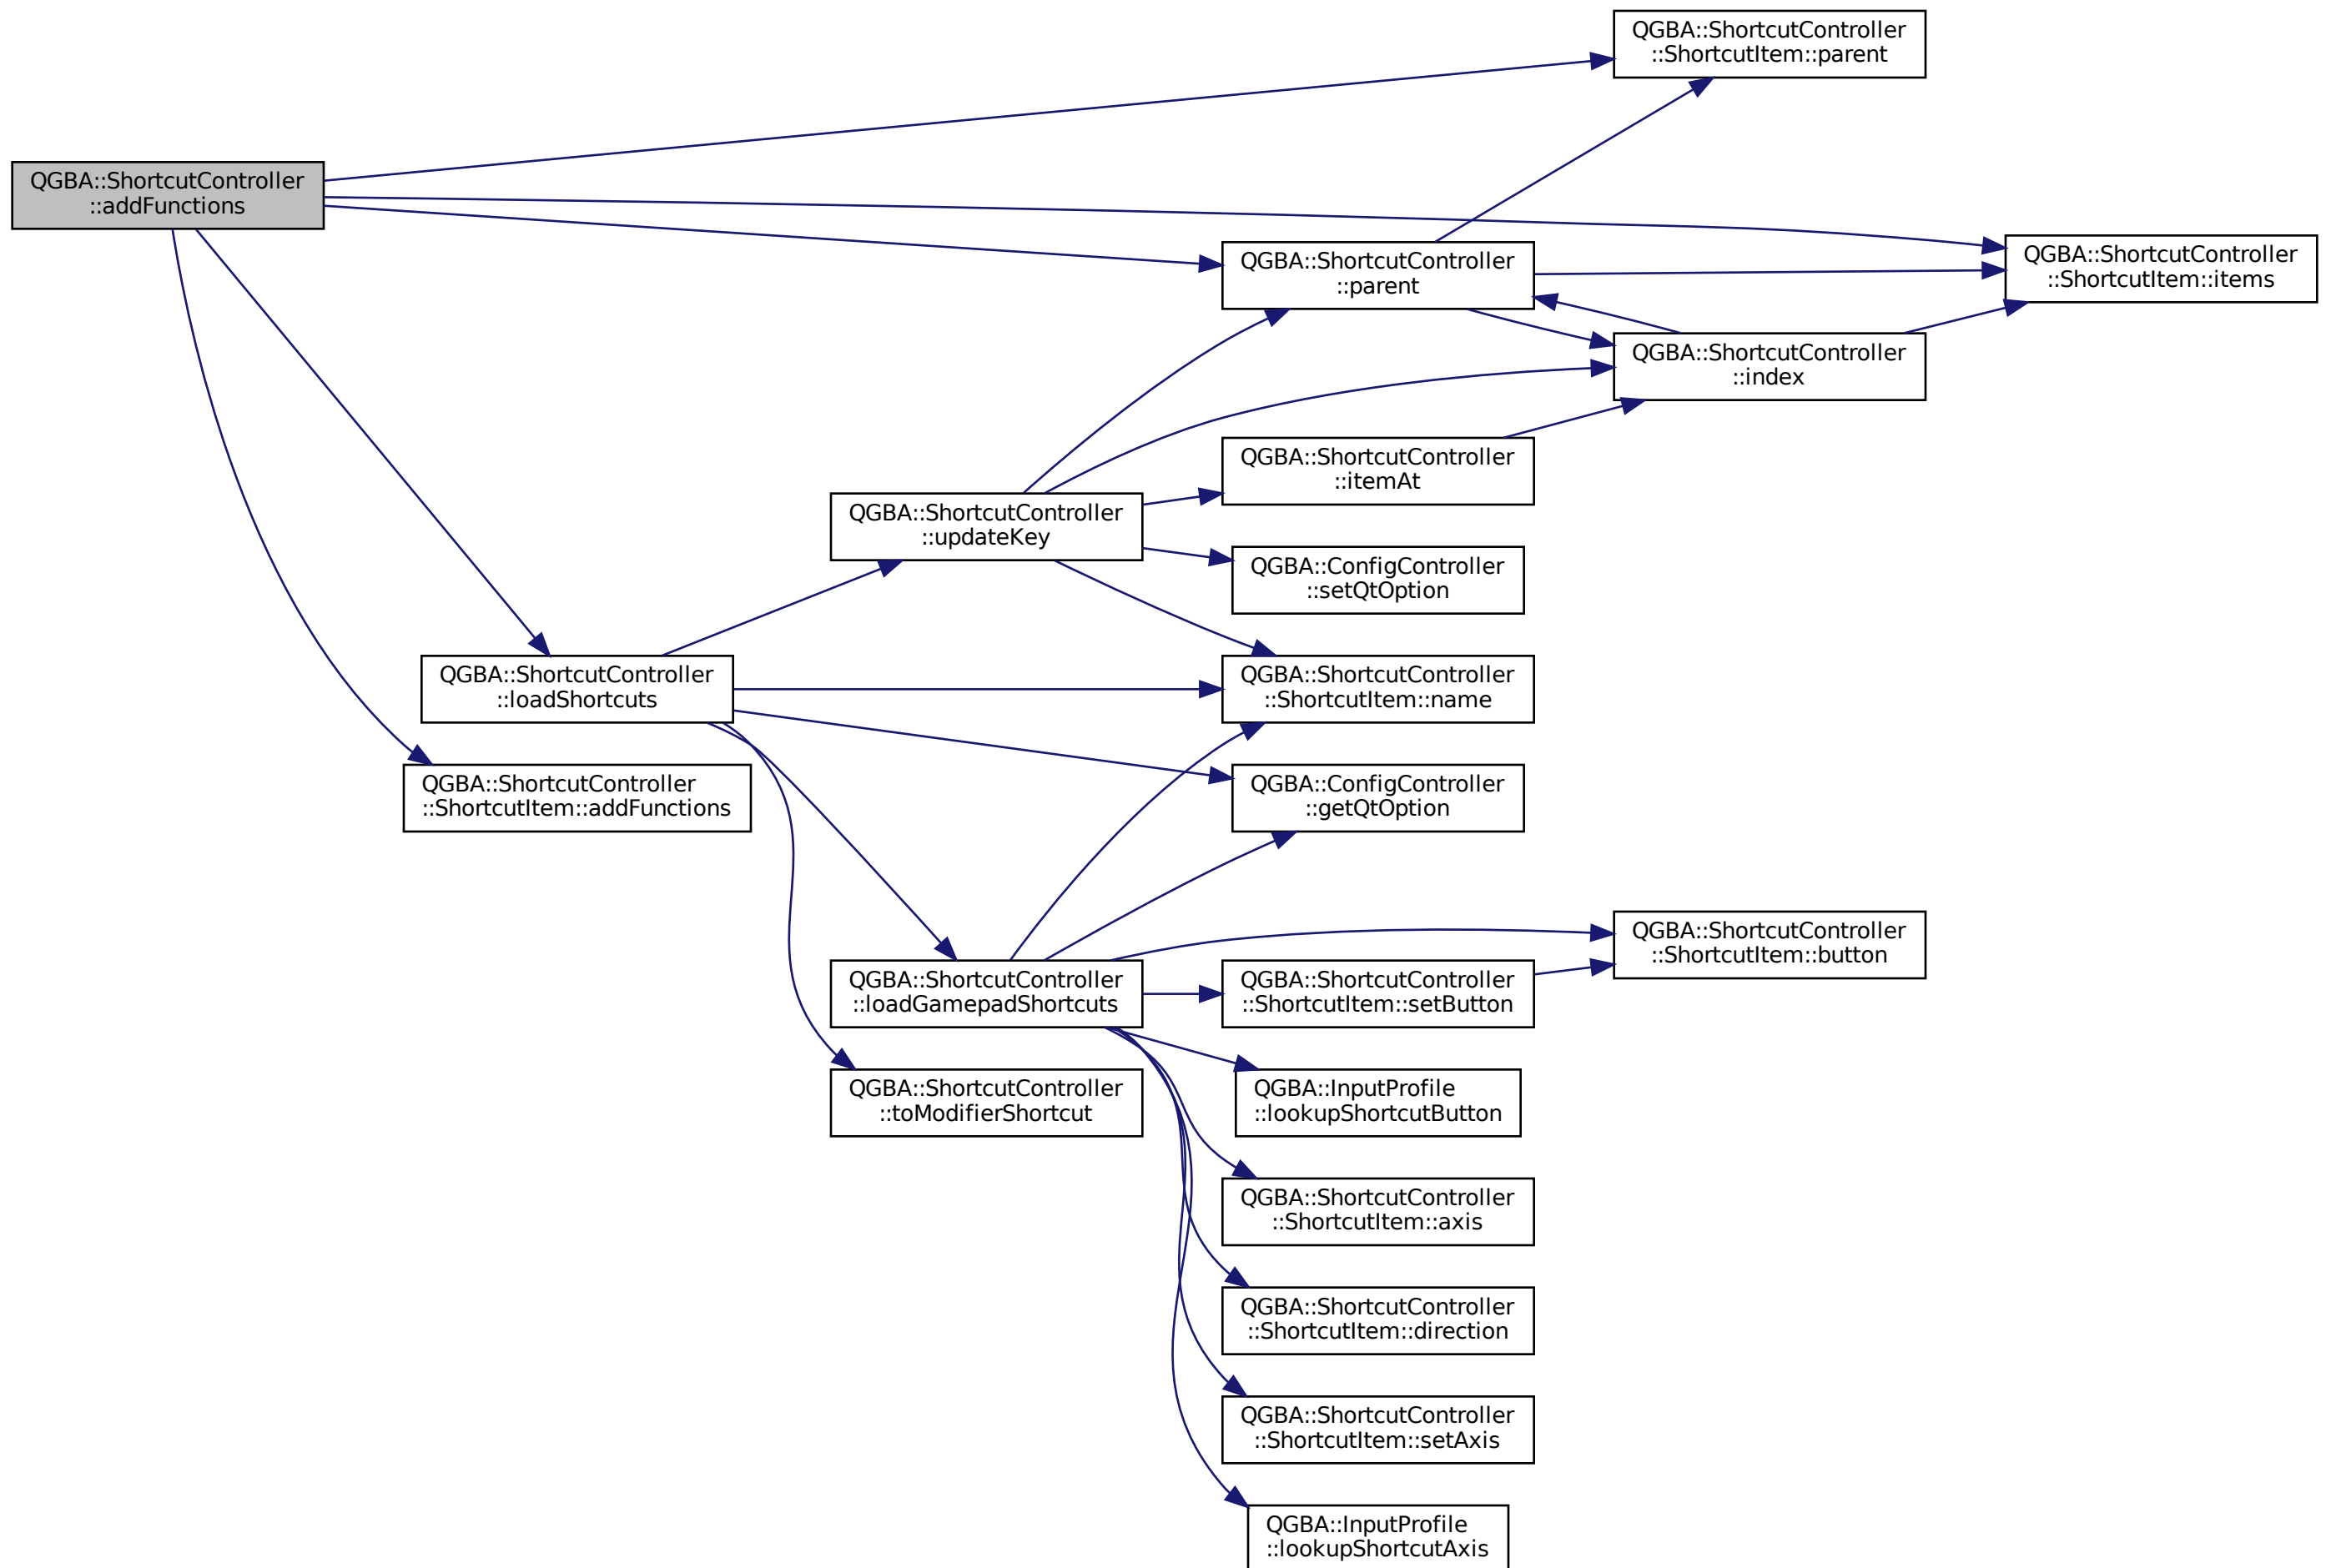 QGBA::ShortcutController
::ShortcutItem::parent
QGBA::ShortcutController
::addFunctions
QGBA::ShortcutController
::parent
QGBA::ShortcutController
::ShortcutItem::items
QGBA::ShortcutController
::index
QGBA::ShortcutController
::itemAt
QGBA::ShortcutController
::updateKey
QGBA::ConfigController
::setQtOption
QGBA::ShortcutController
::loadShortcuts
QGBA::ShortcutController
::ShortcutItem::name
QGBA::ShortcutController
::ShortcutItem::addFunctions
QGBA::ConfigController
::getQtOption
QGBA::ShortcutController
::ShortcutItem::button
QGBA::ShortcutController
::loadGamepadShortcuts
QGBA::ShortcutController
::ShortcutItem::setButton
QGBA::ShortcutController
::toModifierShortcut
QGBA::InputProfile
::lookupShortcutButton
QGBA::ShortcutController
::ShortcutItem::axis
QGBA::ShortcutController
::ShortcutItem::direction
QGBA::ShortcutController
::ShortcutItem::setAxis
QGBA::InputProfile
::lookupShortcutAxis